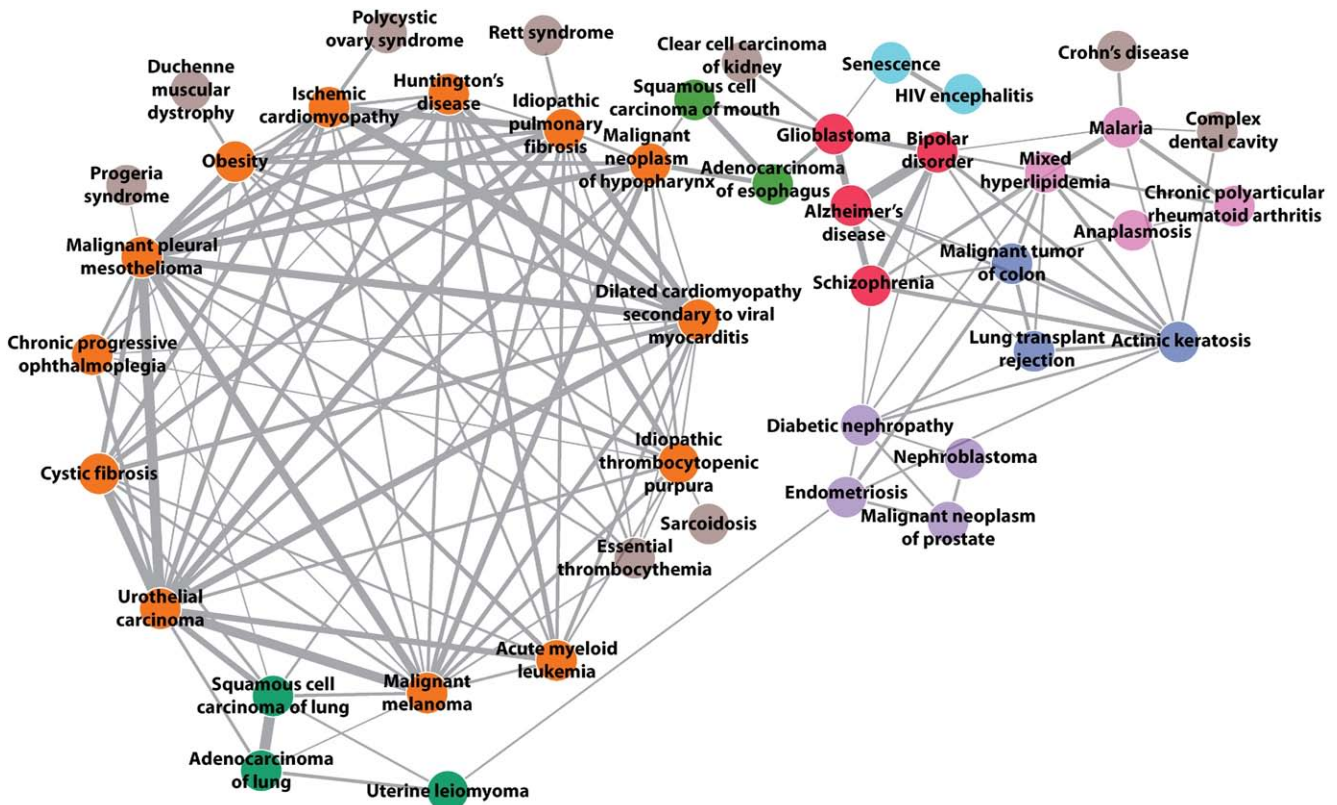 Polycystic
ovary syndrome
Rett syndrome
Clear cell carcinoma
of kidney
Senescence
Crohn's disease
Duchenne
muscular
dystrophy
Ischemic
cardiomyopathy
Huntington's
disease
Idiopathic
pulmonary
fibrosis
Squamous cell
carcinoma of mouth
HIV encephalitis
Complex
dental cavity
Obesity
Malignant
neoplasm
of hypopharynx
Glioblastoma
Bipolar
disorder
Malaria
Mixed
hyperlipidemia
Progeria
syndrome
Adenocarcinoma
of esophagus
Alzheimer's
disease
Chronic polyarticular
rheumatoid arthritis
Anaplasmosis
Malignant pleural
mesothelioma
Malignant tumor
of colon
Schizophrenia
Dilated cardiomyopathy
secondary to viral
myocarditis
Chronic progressive
ophthalmoplegia
Lung transplant
rejection
Actinic keratosis
Diabetic nephropathy
Idiopathic
thrombocytopenic
purpura
Nephroblastoma
Cystic fibrosis
Endometriosis
Malignant neoplasm
of prostate
Sarcoidosis
Essential
thrombocythemia
Urothelial
carcinoma
Acute myeloid
leukemia
Squamous cell
carcinoma of lung
Malignant
melanoma
Adenocarcinoma
of lung
Uterine leiomyoma